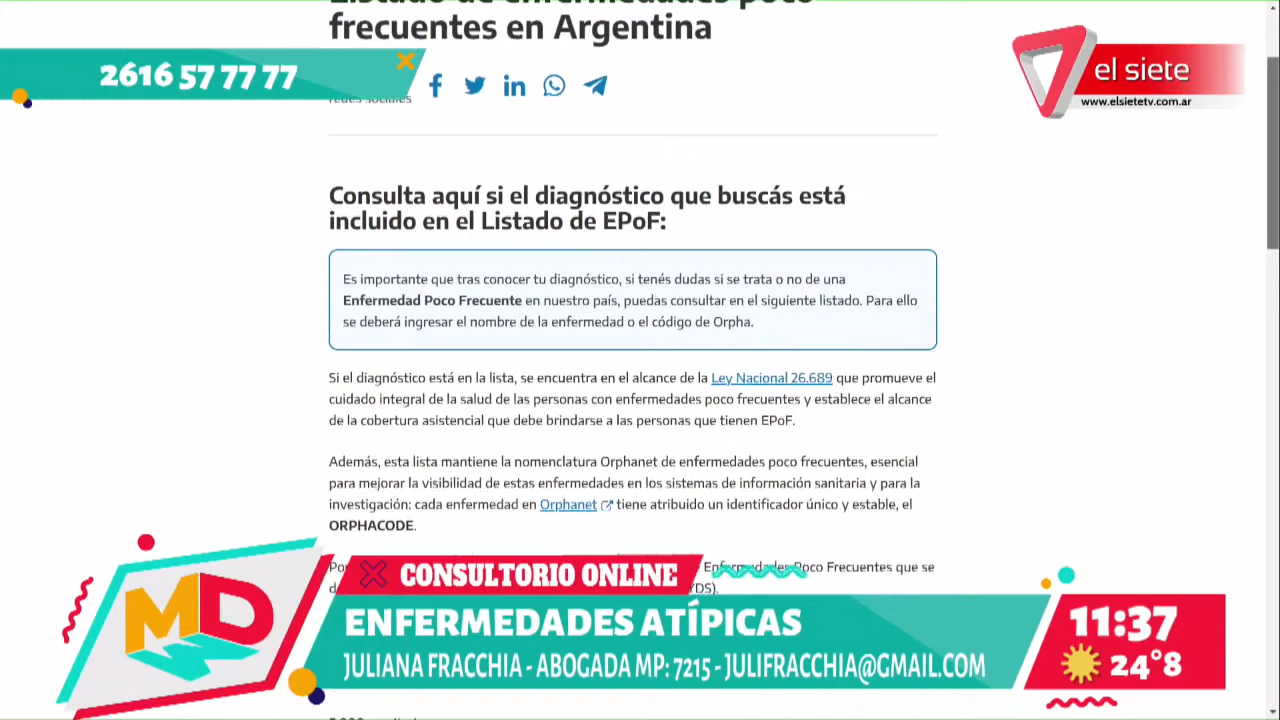 Listado de enfermedades poco
frecuentes en Argentina
2616 57 77 77
redes sociales
el siete
www.elsietetv.com.ar
Consulta aquí si el diagnóstico que buscás está
incluido en el Listado de EPoF:
Es importante que tras conocer tu diagnóstico, si tenés dudas si se trata o no de una
Enfermedad Poco Frecuente en nuestro país, puedas consultar en el siguiente listado. Para ello
se deberá ingresar el nombre de la enfermedad o el código de Orpha.
Si el diagnóstico está en la lista, se encuentra en el alcance de la Ley Nacional 26.689 que promueve el
cuidado integral de la salud de las personas con enfermedades poco frecuentes y establece el alcance
de la cobertura asistencial que debe brindarse a las personas que tienen EPoF.
Además, esta lista mantiene la nomenclatura Orphanet de enfermedades poco frecuentes, esencial
para mejorar la visibilidad de estas enfermedades en los sistemas de información sanitaria y para la
investigación: cada enfermedad en Orphanet tiene atribuido un identificador único y estable, el
ORPHACODE.
Enfermedades Poco Frecuentes que se
CONSULTORIO ONLINE
MD
ENFERMEDADES ATÍPICAS
JULIANA FRACCHIA - ABOGADA MP: 7215 - JULIFRACCHIA@GMAIL.COM
11:37
24°8